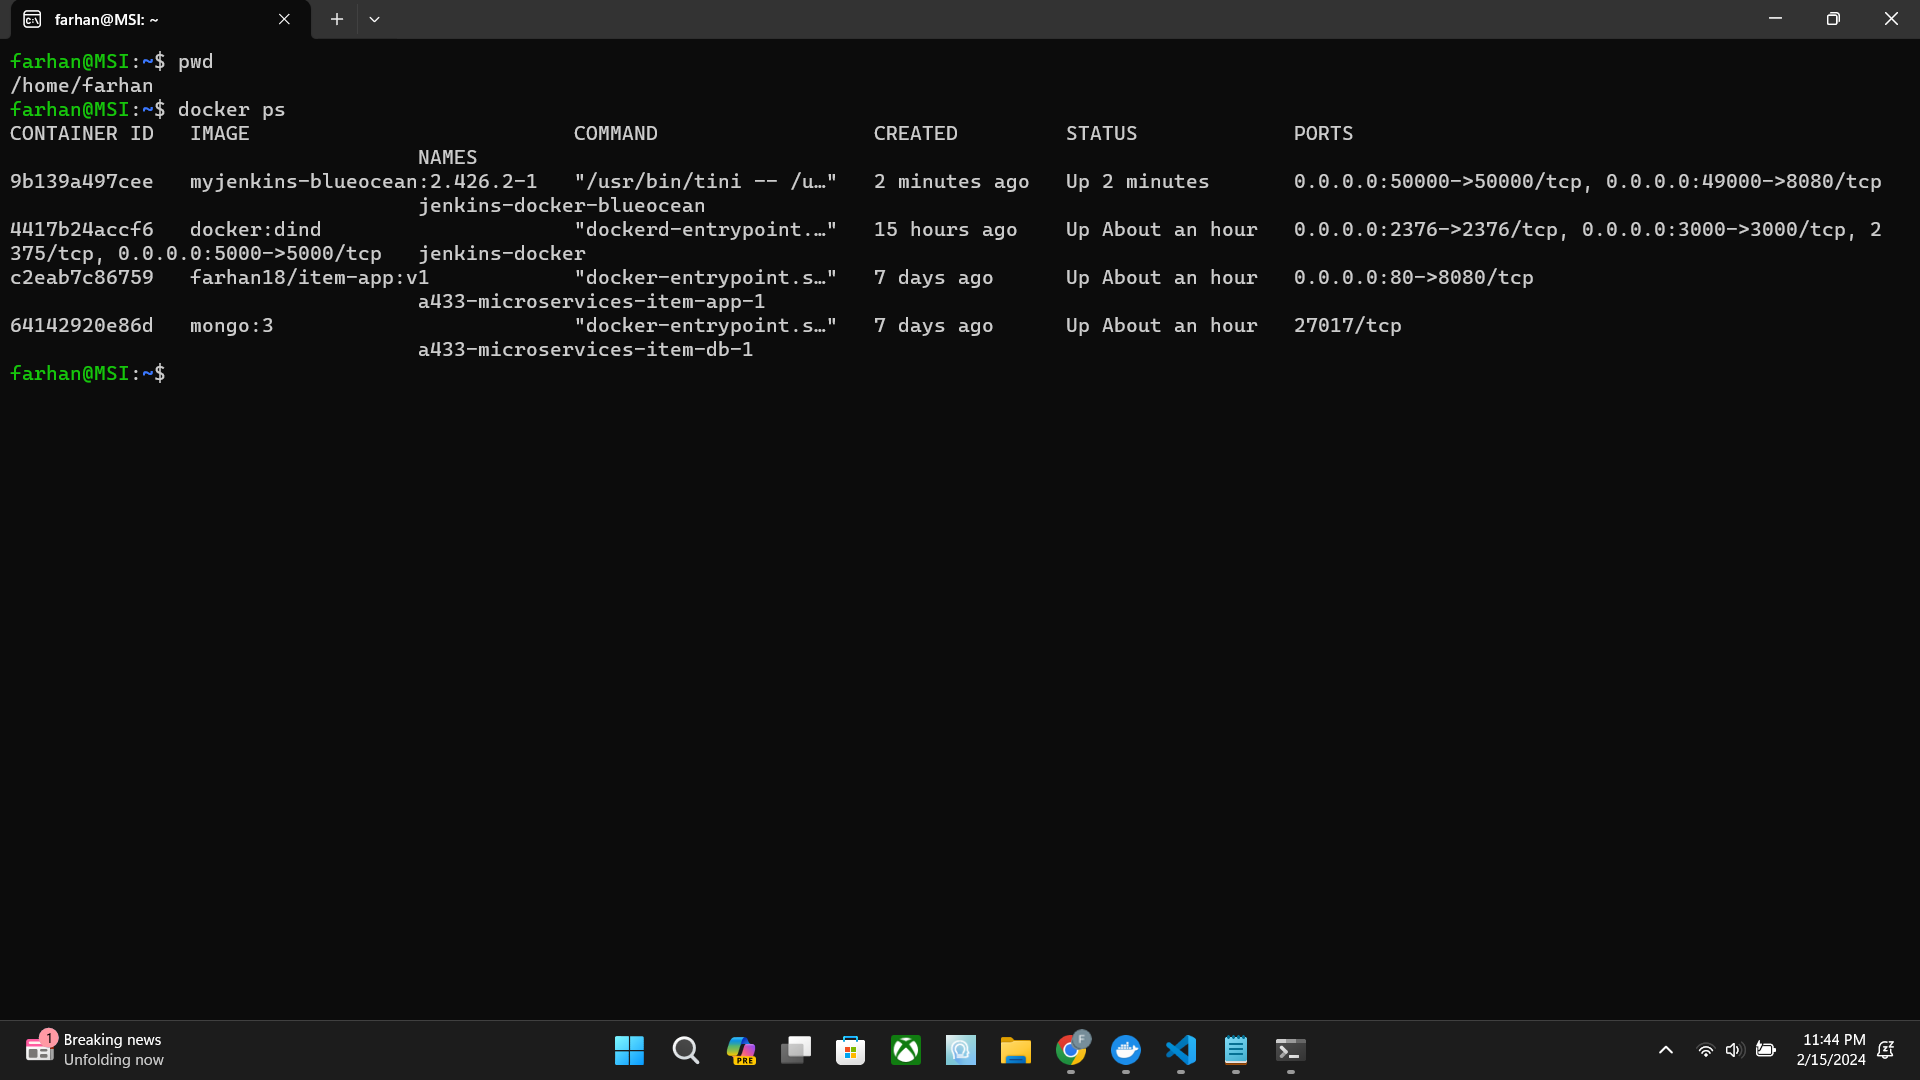 farhan@MSI: ~
farhan@MSI:~$ pwd
/home/farhan
farhan@MSI:~$ docker ps
CONTAINER ID   IMAGE                           COMMAND                  CREATED         STATUS             PORTS
                                  NAMES
9b139a497cee   myjenkins-blueocean:2.426.2-1   "/usr/bin/tini -- /u…"   2 minutes ago   Up 2 minutes       0.0.0.0:50000->50000/tcp, 0.0.0.0:49000->8080/tcp
                                  jenkins-docker-blueocean
4417b24accf6   docker:dind                     "dockerd-entrypoint.…"   15 hours ago    Up About an hour   0.0.0.0:2376->2376/tcp, 0.0.0.0:3000->3000/tcp, 2
375/tcp, 0.0.0.0:5000->5000/tcp   jenkins-docker
c2eab7c86759   farhan18/item-app:v1            "docker-entrypoint.s…"   7 days ago      Up About an hour   0.0.0.0:80->8080/tcp
                                  a433-microservices-item-app-1
64142920e86d   mongo:3                         "docker-entrypoint.s…"   7 days ago      Up About an hour   27017/tcp
                                  a433-microservices-item-db-1
farhan@MSI:~$
1
Breaking news
Unfolding now
PRE
F
11:44 PM
2/15/2024